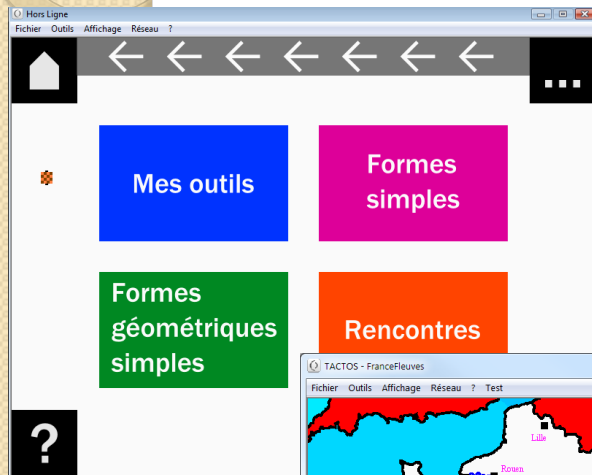 Hors Ligne
Fichier Outils Affichage Réseau ?
...
Mes outils
Formes
simples
Formes
géométriques
simples
Rencontres
?
TACTOS - FranceFleuves
Fichier Outils Affichage Réseau ? Test
Lille
Rouen